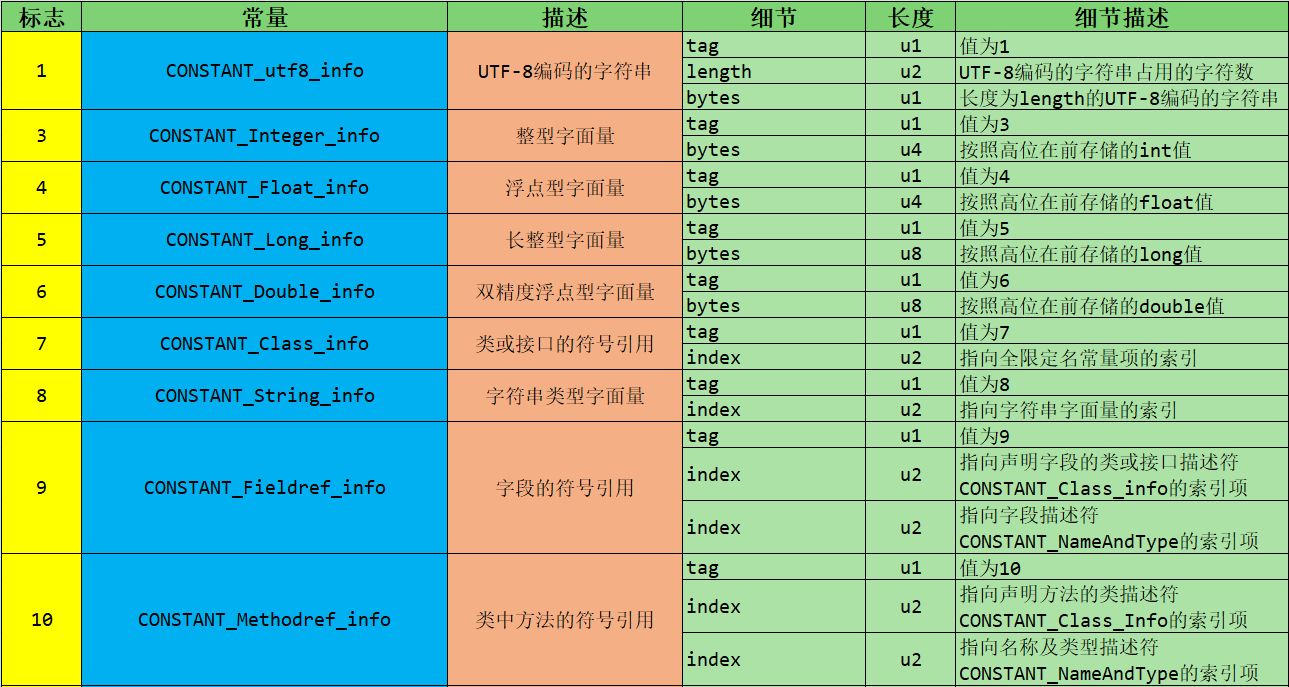 标志 常量 描述 细节 长度 细节描述
1 CONSTANT_utf8_info UTF-8编码的字符串 tag u1 值为1
length u2 UTF-8编码的字符串占用的字符数
bytes u1 长度为length的UTF-8编码的字符串
3 CONSTANT_Integer_info 整型字面量 tag u1 值为3
bytes u4 按照高位在前存储的int值
4 CONSTANT_Float_info 浮点型字面量 tag u1 值为4
bytes u4 按照高位在前存储的float值
5 CONSTANT_Long_info 长整型字面量 tag u1 值为5
bytes u8 按照高位在前存储的long值
6 CONSTANT_Double_info 双精度浮点型字面量 tag u1 值为6
bytes u8 按照高位在前存储的double值
7 CONSTANT_Class_info 类或接口的符号引用 tag u1 值为7
index u2 指向全限定名常量项的索引
8 CONSTANT_String_info 字符串类型字面量 tag u1 值为8
index u2 指向字符串字面量的索引
9 CONSTANT_Fieldref_info 字段的符号引用 tag u1 值为9
index u2 指向声明字段的类或接口描述符
CONSTANT_Class_info的索引项
index u2 指向字段描述符
CONSTANT_NameAndType的索引项
10 CONSTANT_Methodref_info 类中方法的符号引用 tag u1 值为10
index u2 指向声明方法的类描述符
CONSTANT_Class_Info的索引项
index u2 指向名称及类型描述符
CONSTANT_NameAndType的索引项